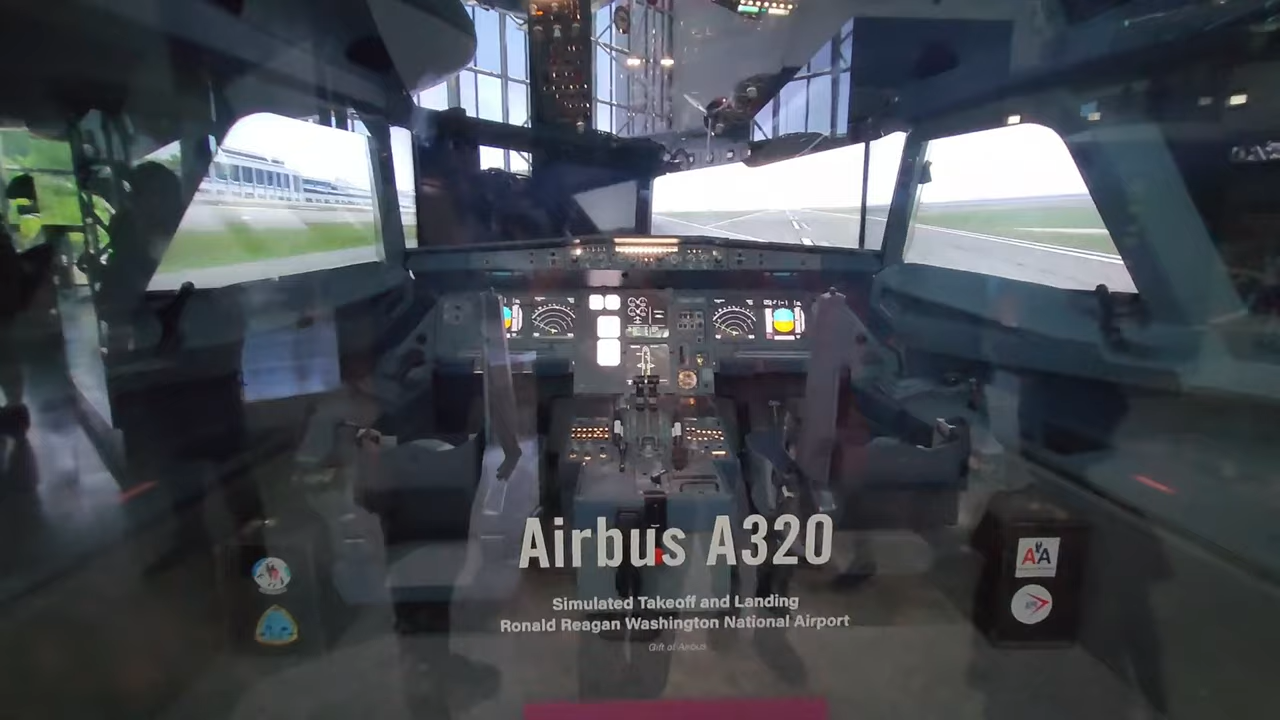 Airbus A320
Simulated Takeoff and Landing
Ronald Reagan Washington National Airport
Gift of Airbus
AA